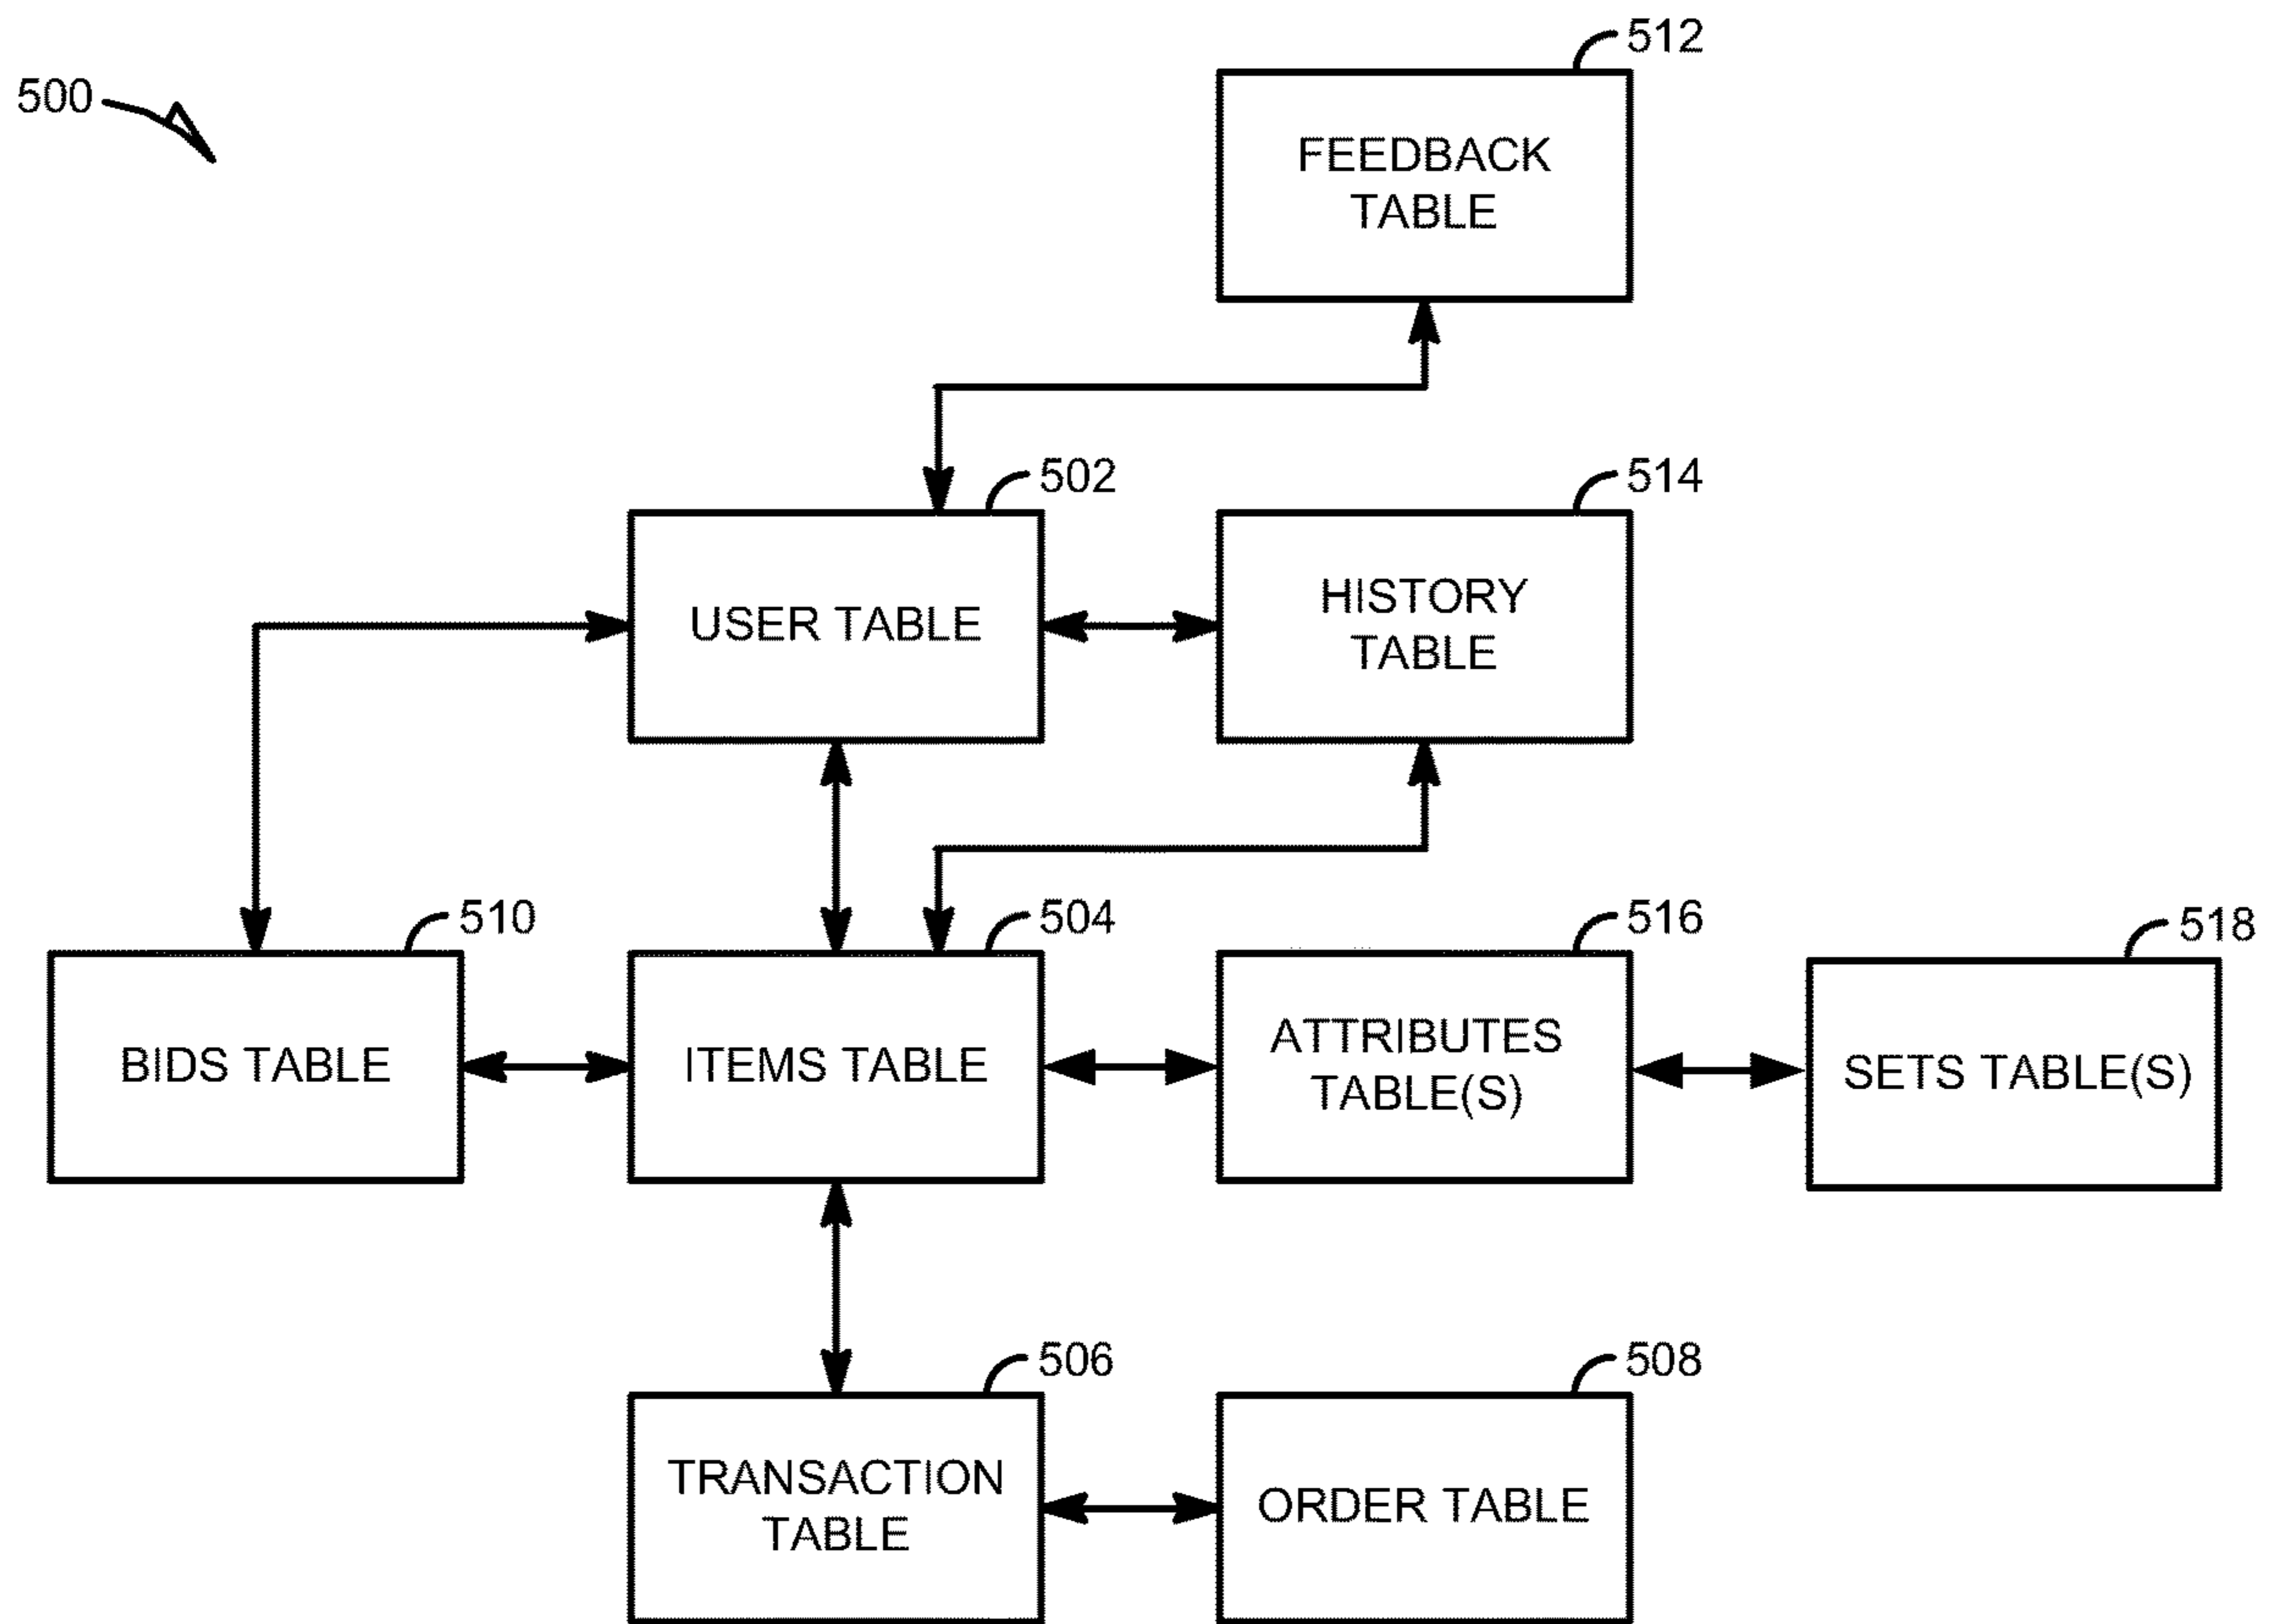 512
500
FEEDBACK
TABLE
502
514
USER TABLE
HISTORY
TABLE
510
504
516
518
BIDS TABLE
ITEMS TABLE
ATTRIBUTES
TABLE(S)
SETS TABLE(S)
506
508
TRANSACTION
TABLE
ORDER TABLE